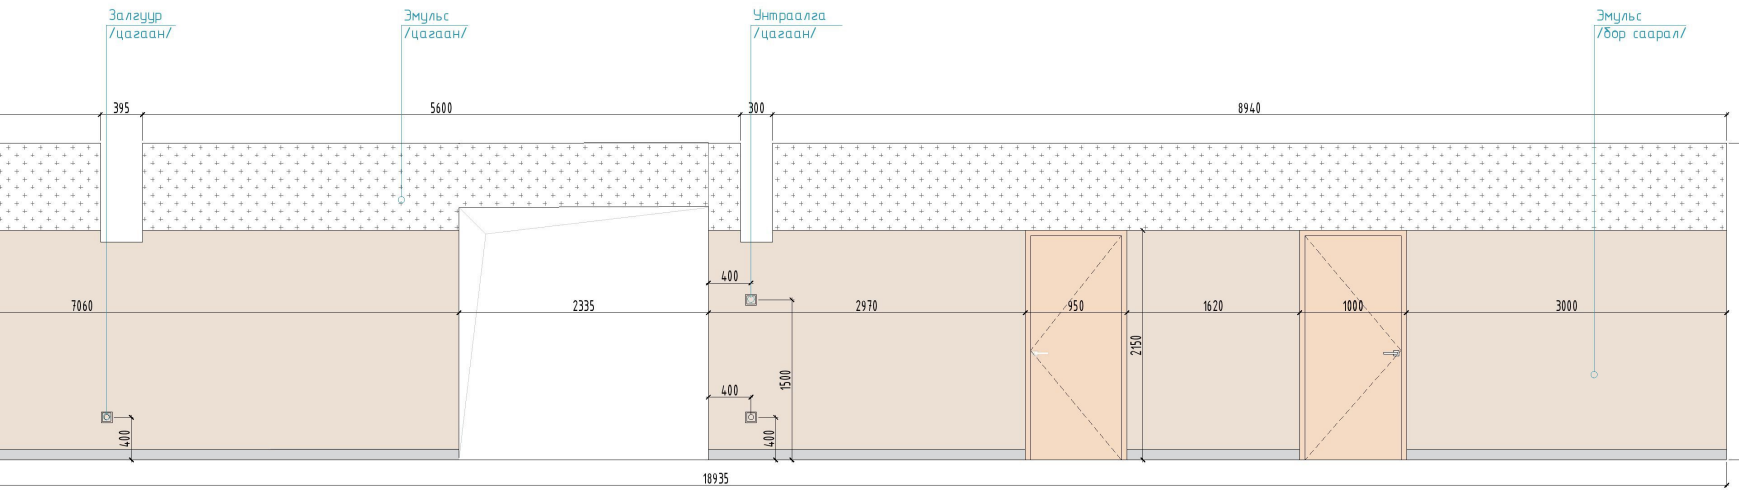 Залгуур
/цагаан/
Эмульс
/цагаан/
Унтраалга
/цагаан/
Эмульс
/бор саарал/
395
5600
300
8940
400
7060
2335
2970
950
1620
1000
3000
2150
1500
400
400
400
18935